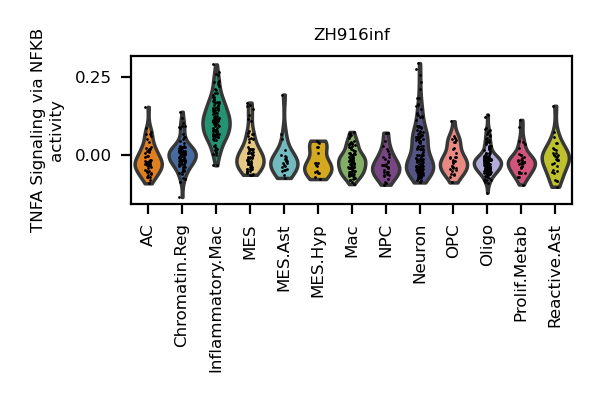 ZH916inf
TNFA Signaling via NFKB
activity
0.25
0.00
AC
Chromatin.Reg
Inflammatory.Mac
MES
MES.Ast
MES.Hyp
Mac
NPC
Neuron
OPC
Oligo
Prolif.Metab
Reactive.Ast